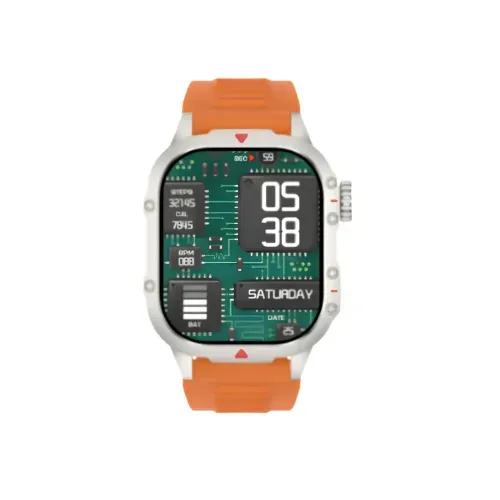 SEC 59
STEPS
32145
CAL
7845
05
38
BPM
088
SATURDAY
BAT
DATE
25